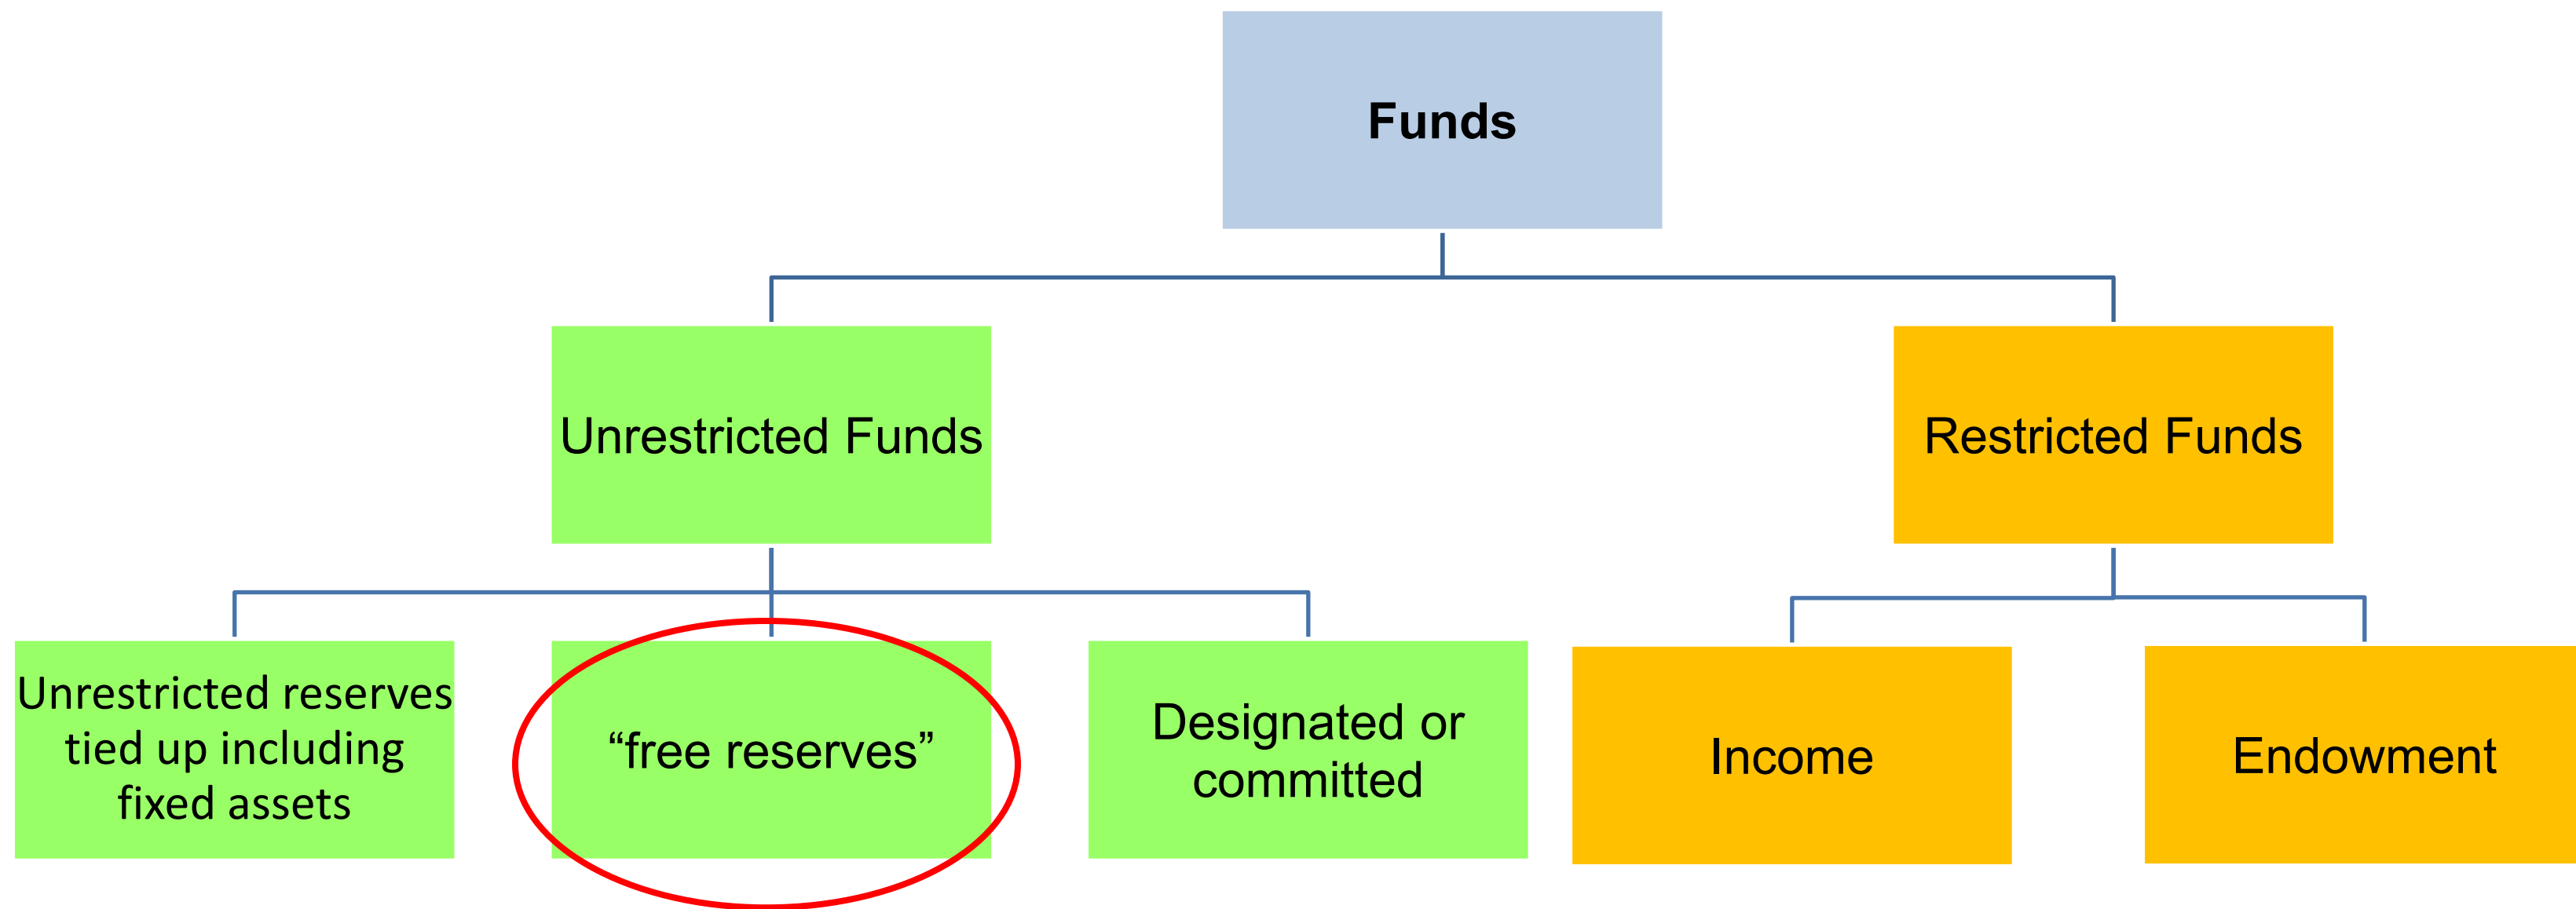 Funds
Unrestricted Funds
Restricted Funds
Unrestricted reserves
tied up including
fixed assets
“free reserves”
Designated or
committed
Income
Endowment